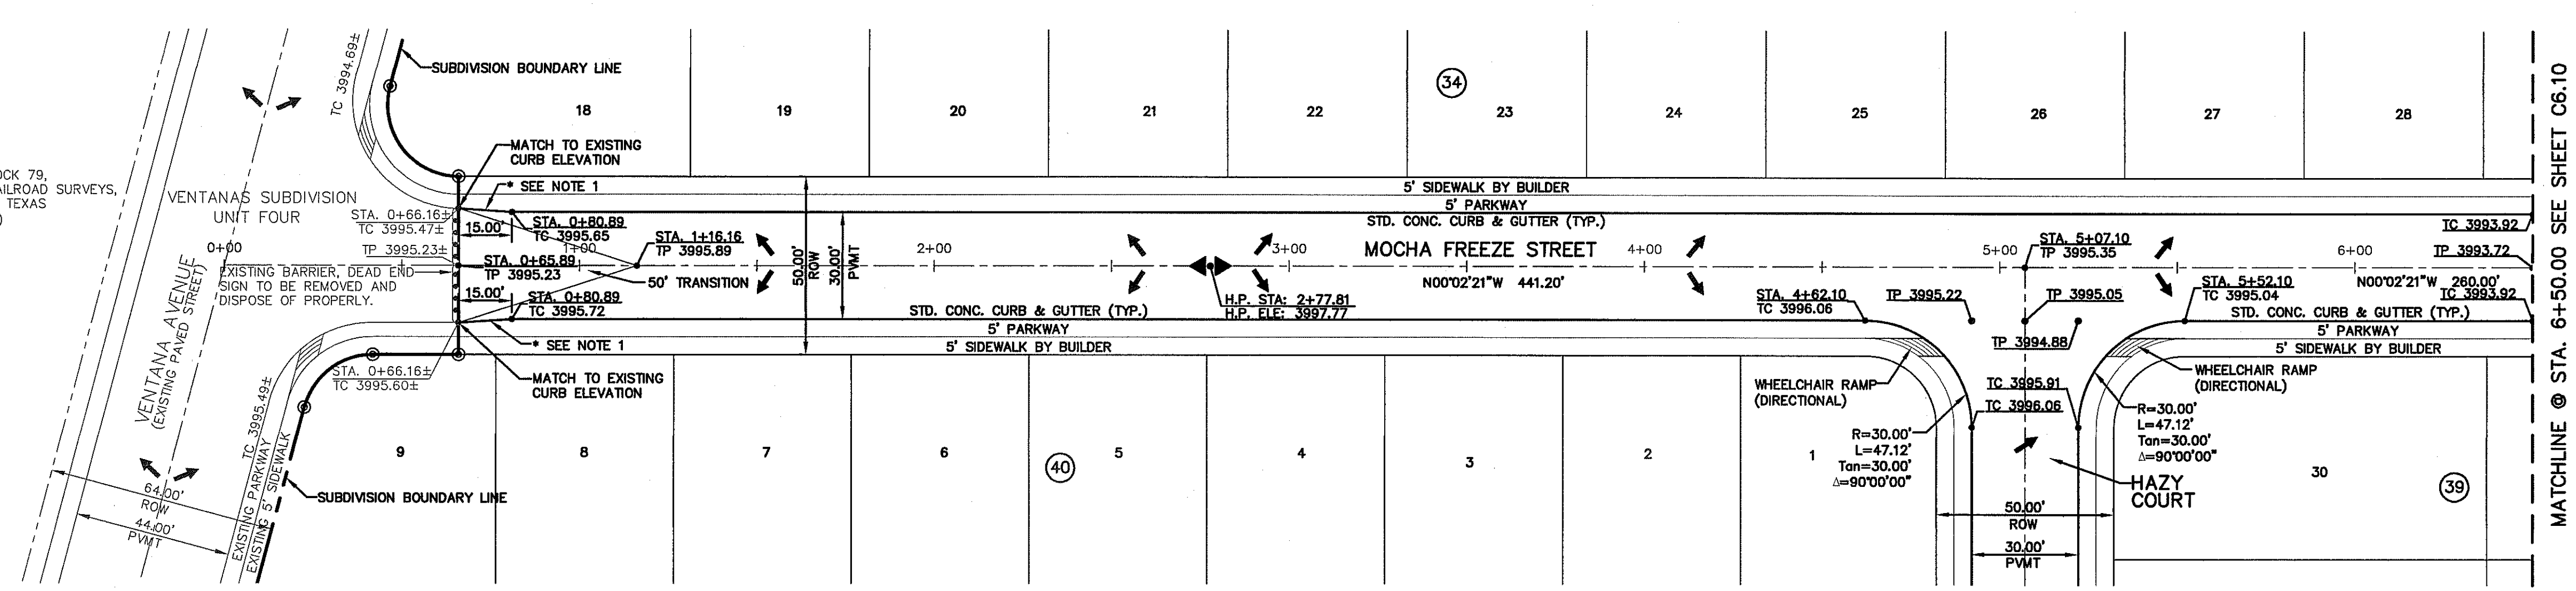 OCK 79,
AILROAD SURVEYS,
TEXAS
)
VENTANA AVENUE
(EXISTING PAVED STREET)
64.00'
ROW
44.00'
PVMT
0+00
VENTANAS SUBDIVISION
UNIT FOUR
TC 3994.69±
SUBDIVISION BOUNDARY LINE
MATCH TO EXISTING
CURB ELEVATION
* SEE NOTE 1
STA. 0+66.16±
TC 3995.47±
TP 3995.23±
EXISTING BARRIER, DEAD END
SIGN TO BE REMOVED AND
DISPOSE OF PROPERLY.
STA. 0+66.16±
TC 3995.60±
TC 3995.49±
EXISTING PARKWAY
EXISTING 5' SIDEWALK
SUBDIVISION BOUNDARY LINE
15.00'
STA. 0+80.89
TC 3995.65
1+00
STA. 0+65.89
TP 3995.23
15.00'
STA. 0+80.89
TC 3995.72
STA. 1+16.16
TP 3995.89
50' TRANSITION
* SEE NOTE 1
MATCH TO EXISTING
CURB ELEVATION
50.00'
ROW
30.00'
PVMT
18
19
20
21
22
34
23
24
25
26
27
28
5' SIDEWALK BY BUILDER
5' PARKWAY
STD. CONC. CURB & GUTTER (TYP.)
2+00
3+00
MOCHA FREEZE STREET
4+00
5+00
6+00
N00°02'21"W 441.20'
H.P. STA: 2+77.81
H.P. ELE: 3997.77
STD. CONC. CURB & GUTTER (TYP.)
5' PARKWAY
5' SIDEWALK BY BUILDER
STA. 4+62.10
TC 3996.06
TP 3995.22
STA. 5+07.10
TP 3995.35
TP 3995.05
TP 3994.88
STA. 5+52.10
TC 3995.04
TC 3993.92
TP 3993.72
N00°02'21"W 260.00'
TC 3993.92
STD. CONC. CURB & GUTTER (TYP.)
5' PARKWAY
5' SIDEWALK BY BUILDER
WHEELCHAIR RAMP
(DIRECTIONAL)
TC 3995.91
TC 3996.06
WHEELCHAIR RAMP
(DIRECTIONAL)
R=30.00'
L=47.12'
Tan=30.00'
Δ=90°00'00"
R=30.00'
L=47.12'
Tan=30.00'
Δ=90°00'00"
HAZY
COURT
50.00'
ROW
30.00'
PVMT
9
8
7
6
40
5
4
3
2
1
30
39
MATCHLINE @ STA. 6+50.00 SEE SHEET C6.10